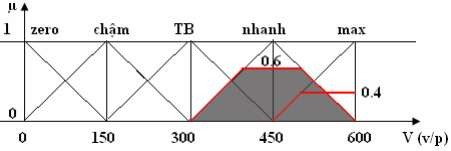 μ
1 zero chậm TB nhanh max
0.6
0.4
0
0 150 300 450 600 V (v/p)